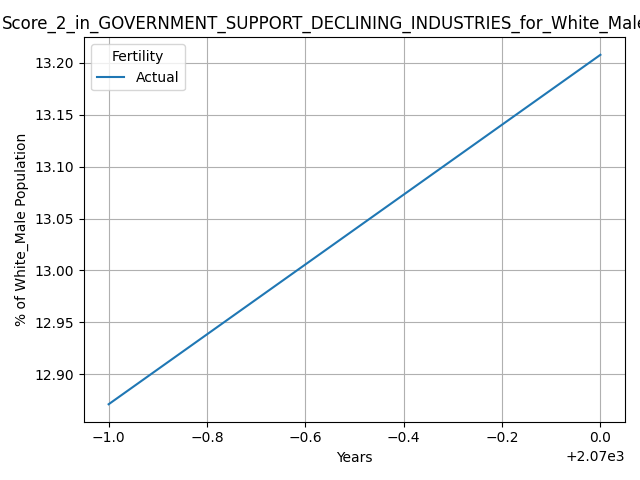 Score_2_in_GOVERNMENT_SUPPORT_DECLINING_INDUSTRIES_for_White_Male
Fertility
Actual
% of White_Male Population
13.20
13.15
13.10
13.05
13.00
12.95
12.90
−1.0 −0.8 −0.6 −0.4 −0.2 0.0
+2.07e3
Years